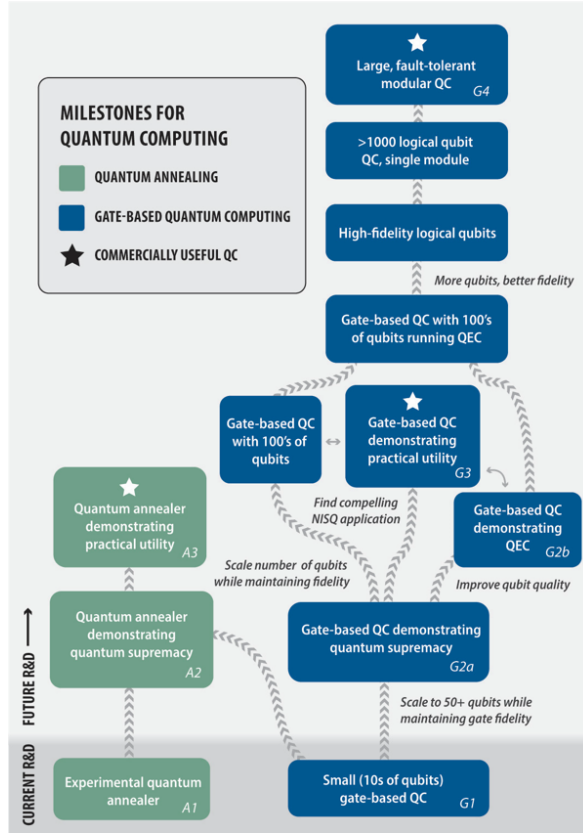 Large, fault-tolerant
modular QC
G4
MILESTONES FOR
QUANTUM COMPUTING
QUANTUM ANNEALING
GATE-BASED QUANTUM COMPUTING
COMMERCIALLY USEFUL QC
>1000 logical qubit
QC, single module
High-fidelity logical qubits
More qubits, better fidelity
Gate-based QC with 100's
of qubits running QEC
Gate-based QC
with 100's of
qubits
Gate-based QC
demonstrating
practical utility
G3
Quantum annealer
demonstrating
practical utility
A3
Find compelling
NISQ application
Gate-based QC
demonstrating
QEC
G2b
Scale number of qubits
while maintaining fidelity
Improve qubit quality
Quantum annealer
demonstrating
quantum supremacy
A2
Gate-based QC demonstrating
quantum supremacy
G2a
Scale to 50+ qubits while
maintaining gate fidelity
FUTURE R&D
CURRENT R&D
Experimental quantum
annealer
A1
Small (10s of qubits)
gate-based QC
G1